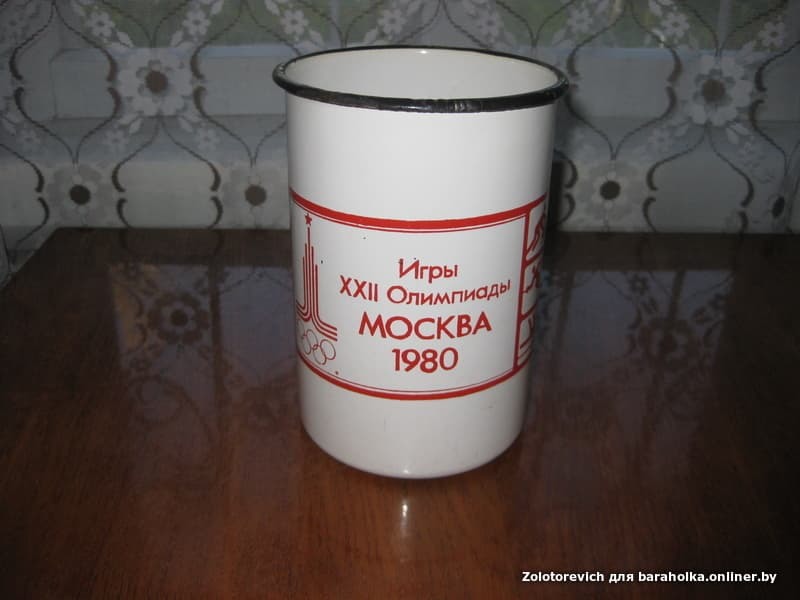 Игры
XXII Олимпиады
МОСКВА
1980
Zolotorevich для baraholka.onliner.by